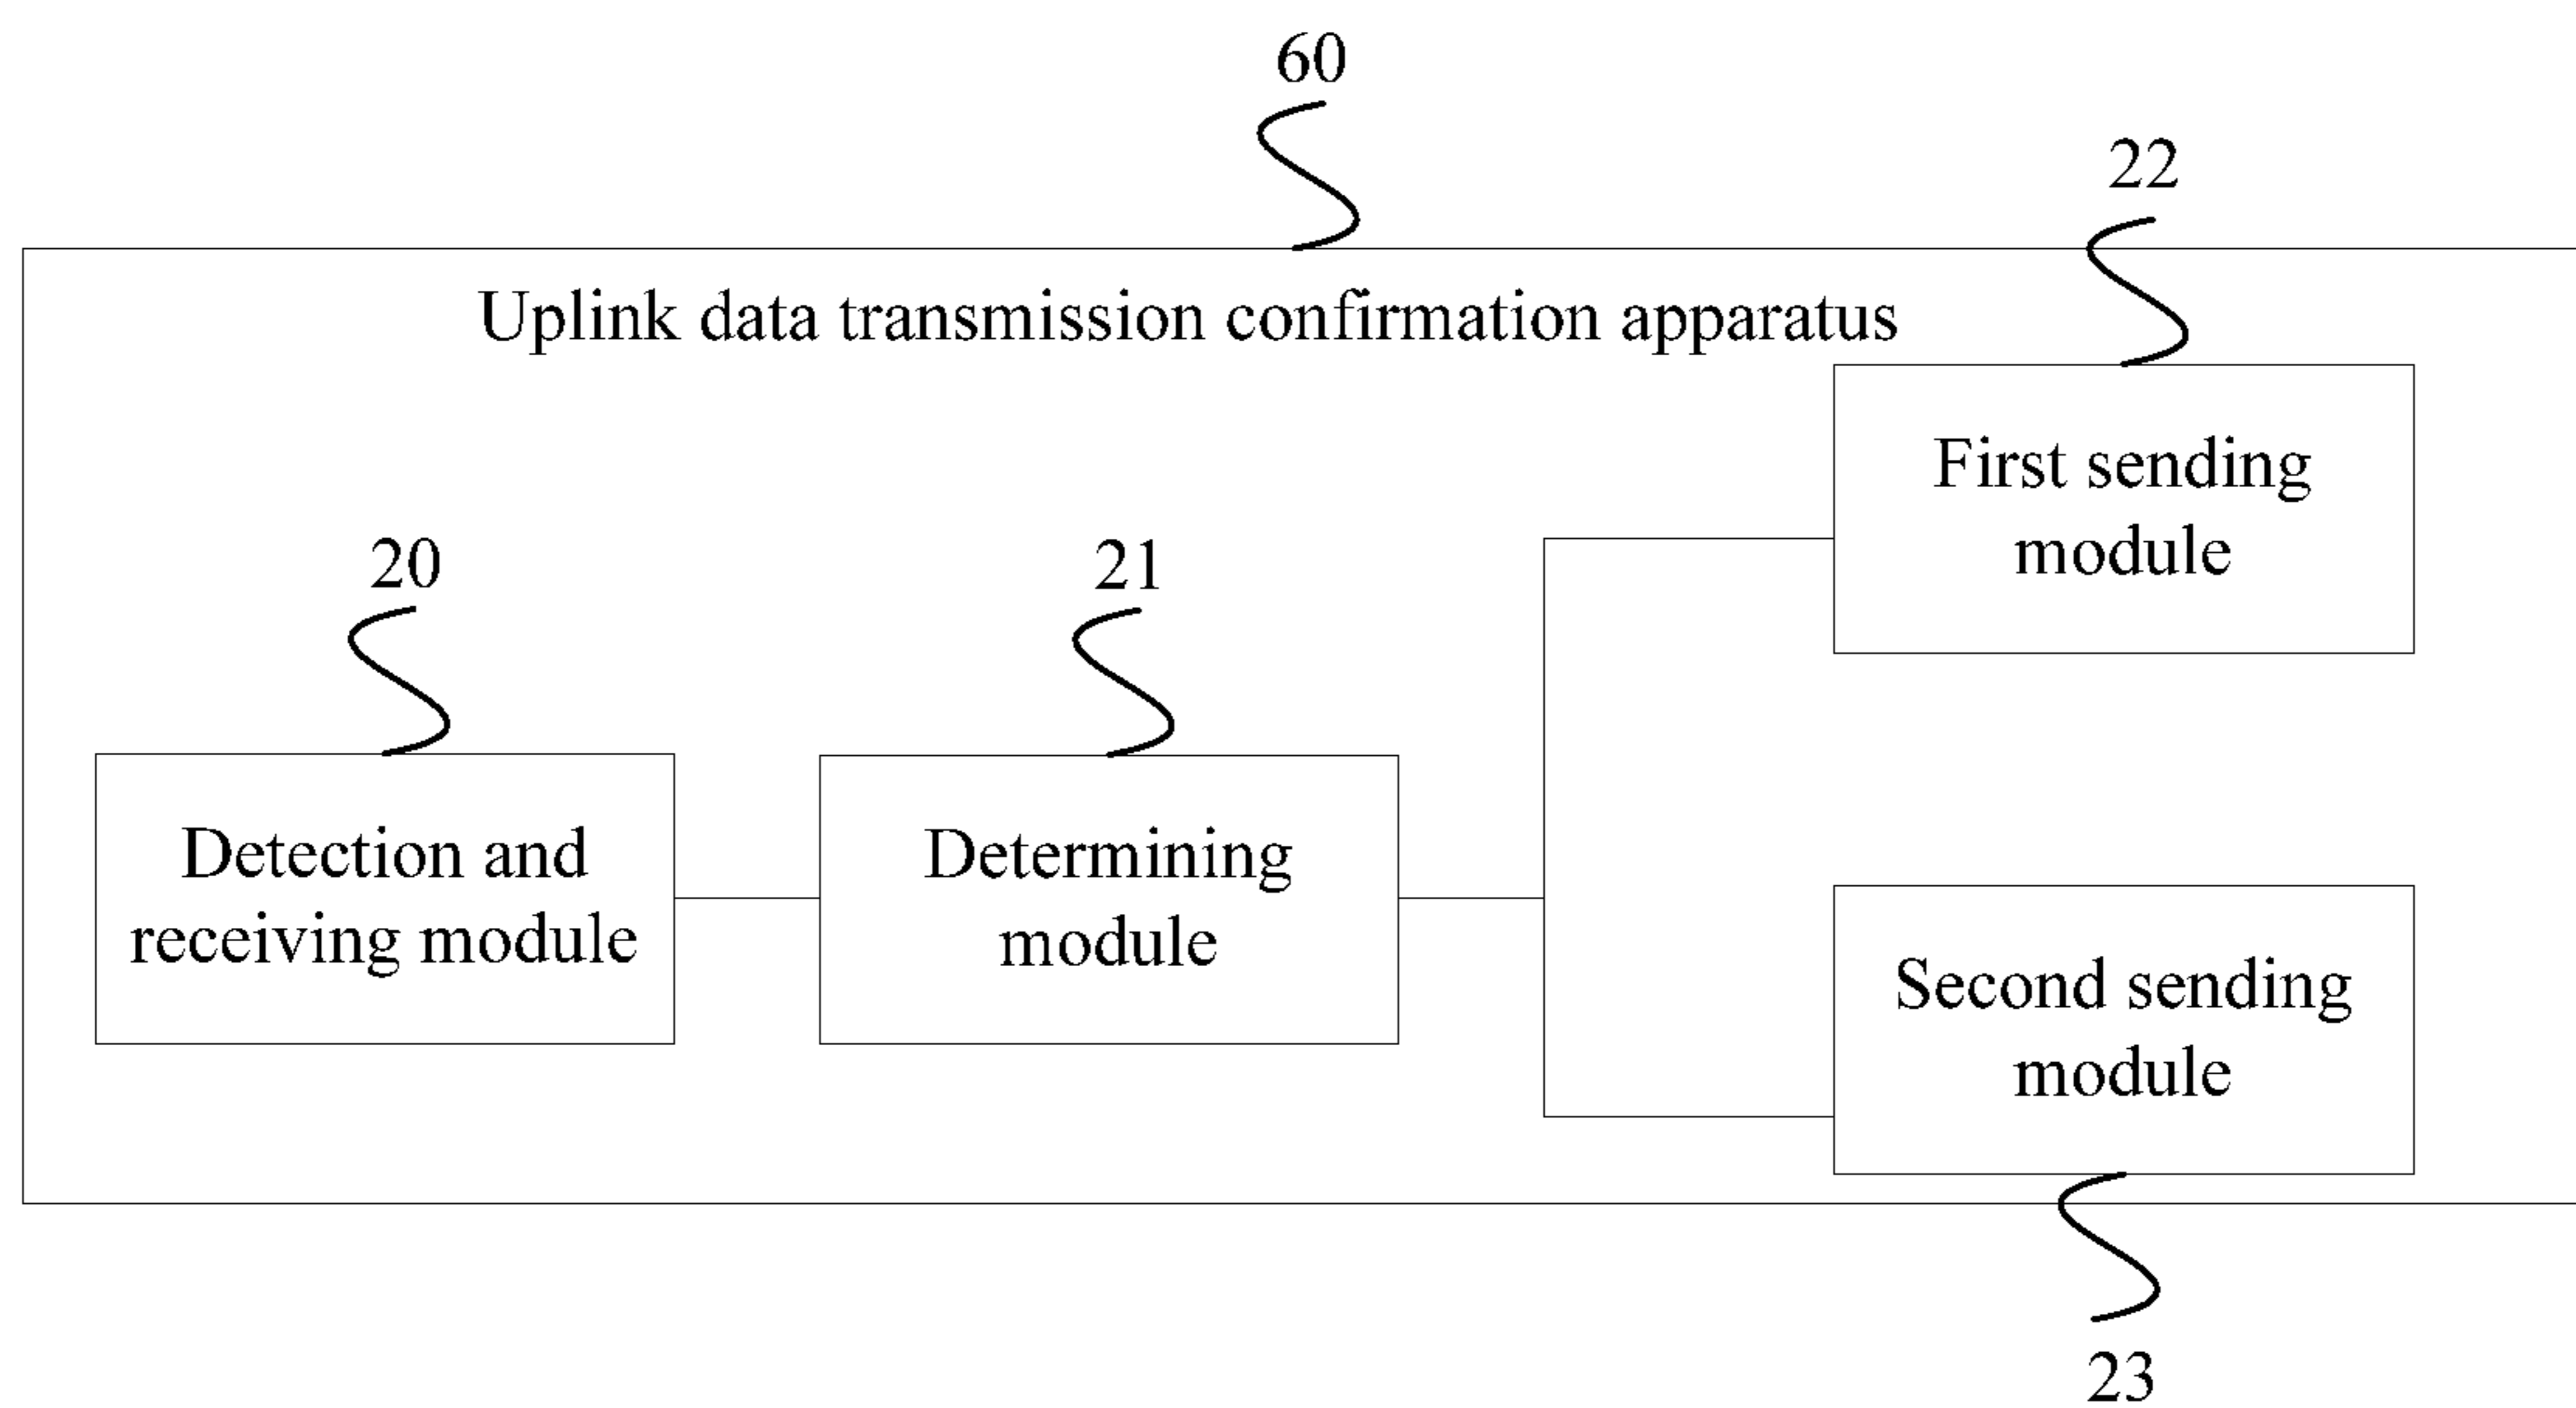 60
22
Uplink data transmission confirmation apparatus
First sending
module
20
21
Detection and
receiving module
Determining
module
Second sending
module
23